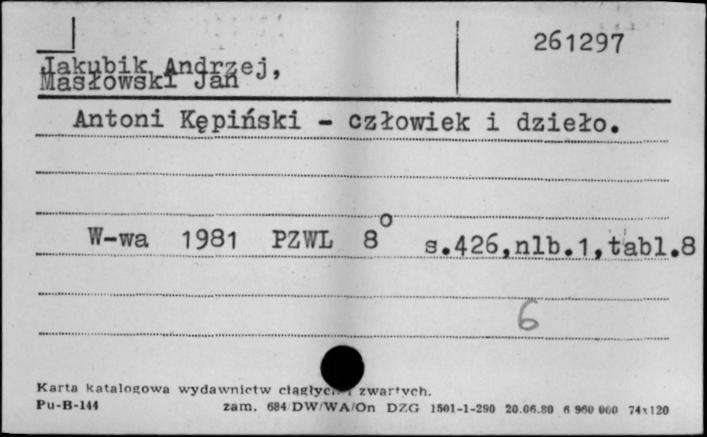 261297
Jakubik Andrzej,
Masłowski Jan
Antoni Kępiński - człowiek i dzieło.
W-wa 1981 PZWL 8° s.426,nlb.1,tabl.8
6
Karta katalogowa wydawnictw ciągłych i zwartych.
Pu-B-144 zam. 684/DW/WA/On DZG 1501-1-290 20.06.80 6 960 000 74x120